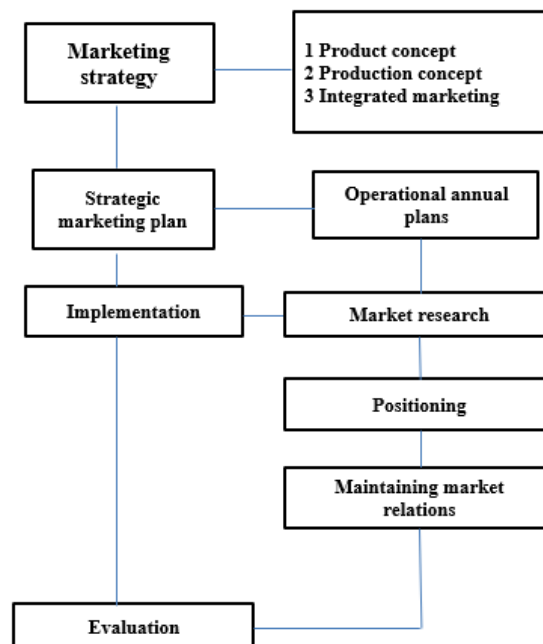 Marketing
strategy
1 Product concept
2 Production concept
3 Integrated marketing
Strategic
marketing plan
Operational annual
plans
Implementation
Market research
Positioning
Maintaining market
relations
Evaluation